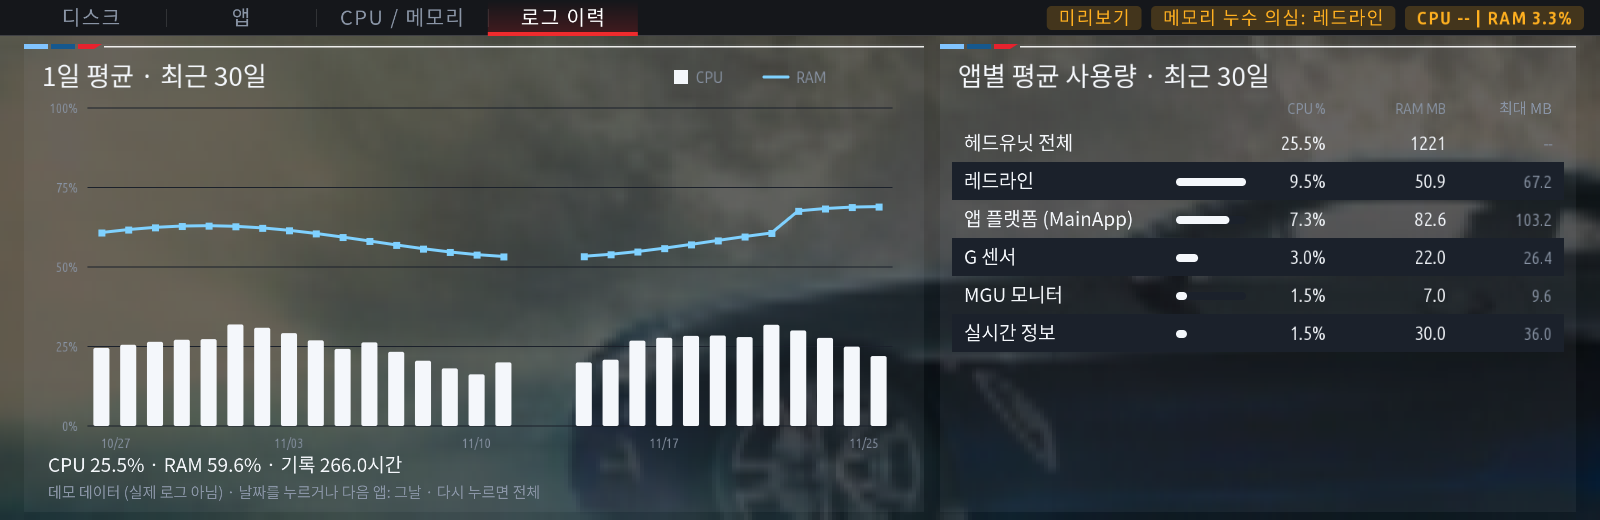 디스크 앱 CPU / 메모리 로그 이력 미리보기 메모리 누수 의심: 레드라인 CPU -- | RAM 3.3%
1일 평균 · 최근 30일
CPU RAM
100%
75%
50%
25%
0%
10/27 11/03 11/10 11/17 11/25
CPU 25.5% · RAM 59.6% · 기록 266.0시간
데모 데이터 (실제 로그 아님) · 날짜를 누르거나 다음 앱: 그날 · 다시 누르면 전체
앱별 평균 사용량 · 최근 30일
CPU % RAM MB 최대 MB
헤드유닛 전체 25.5% 1221 --
레드라인 9.5% 50.9 67.2
앱 플랫폼 (MainApp) 7.3% 82.6 103.2
G 센서 3.0% 22.0 26.4
MGU 모니터 1.5% 7.0 9.6
실시간 정보 1.5% 30.0 36.0